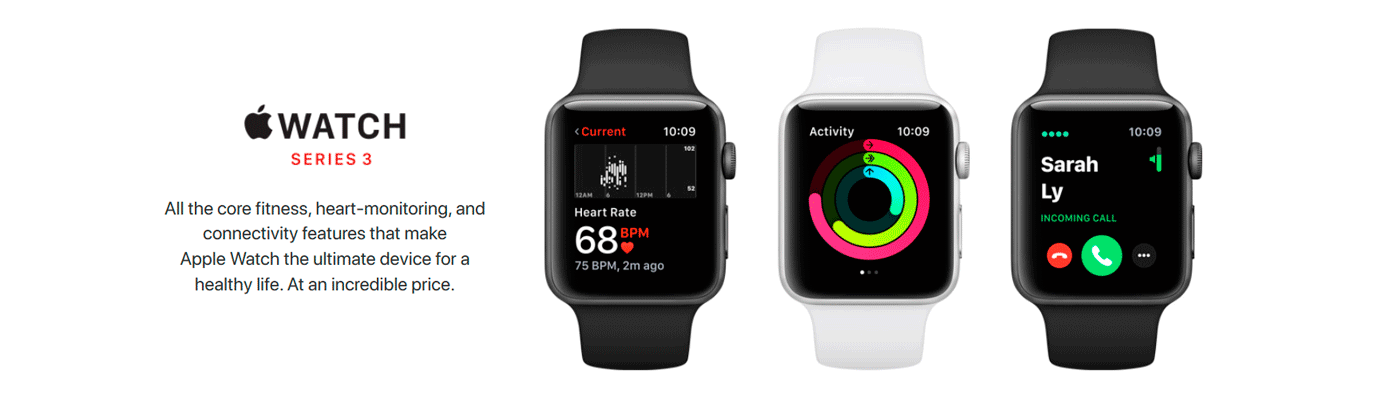 WATCH
SERIES 3
All the core fitness, heart-monitoring, and
connectivity features that make
Apple Watch the ultimate device for a
healthy life. At an incredible price.
Current 10:09
102
52
12AM 6 12PM 6
Heart Rate
68 BPM
75 BPM, 2m ago
Activity 10:09
10:09
Sarah
Ly
INCOMING CALL